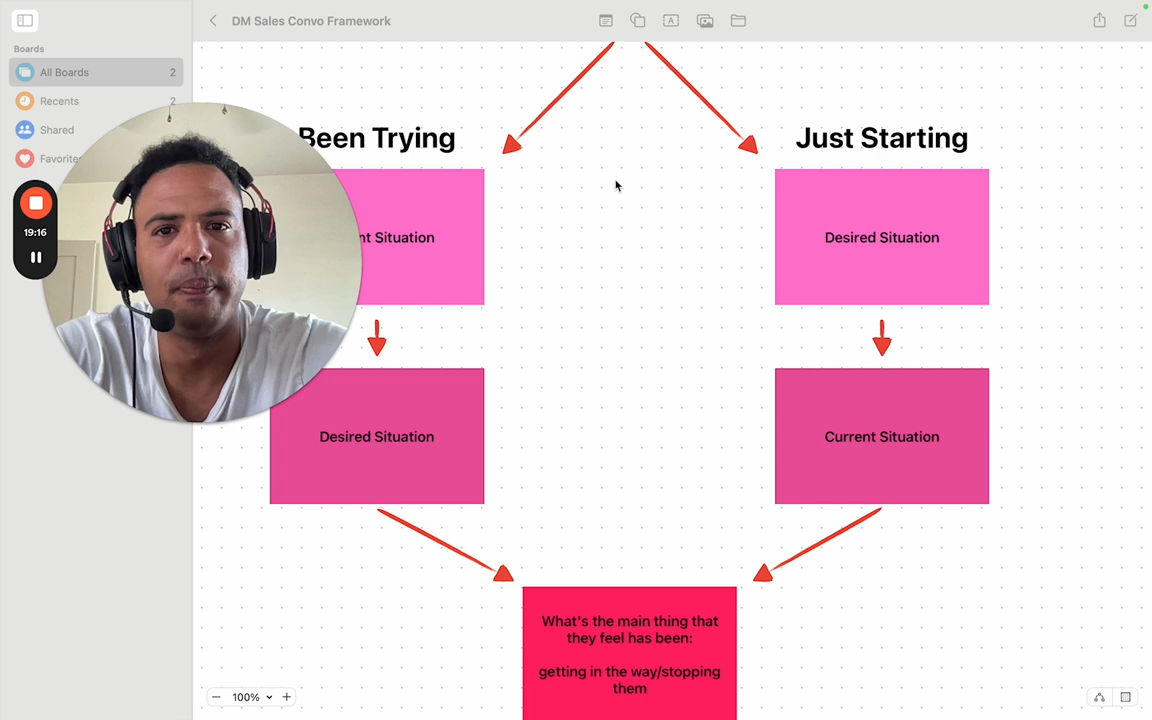 DM Sales Convo Framework
Boards
All Boards 2
Recents 2
Shared
Favorites
19:16
Been Trying
Just Starting
nt Situation
Desired Situation
Desired Situation
Current Situation
What's the main thing that
they feel has been:
getting in the way/stopping
them
100%